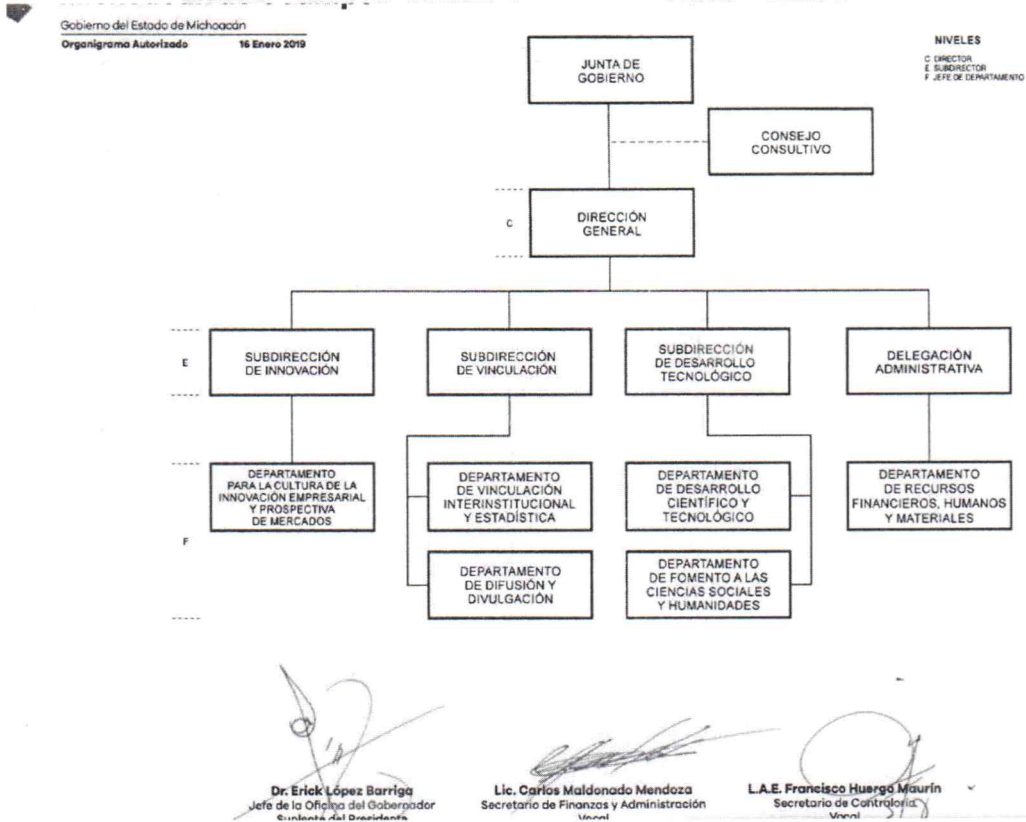 Gobierno del Estado de Michoacán
Organigrama Autorizado 16 Enero 2019
NIVELES
C DIRECTOR
E SUBDIRECTOR
F JEFE DE DEPARTAMENTO
JUNTA DE
GOBIERNO
CONSEJO
CONSULTIVO
C
DIRECCIÓN
GENERAL
E
SUBDIRECCIÓN
DE INNOVACIÓN
SUBDIRECCIÓN
DE VINCULACIÓN
SUBDIRECCIÓN
DE DESARROLLO
TECNOLÓGICO
DELEGACIÓN
ADMINISTRATIVA
F
DEPARTAMENTO
PARA LA CULTURA DE LA
INNOVACIÓN EMPRESARIAL
Y PROSPECTIVA
DE MERCADOS
DEPARTAMENTO
DE VINCULACIÓN
INTERINSTITUCIONAL
Y ESTADÍSTICA
DEPARTAMENTO
DE DESARROLLO
CIENTÍFICO Y
TECNOLÓGICO
DEPARTAMENTO
DE RECURSOS
FINANCIEROS, HUMANOS
Y MATERIALES
DEPARTAMENTO
DE DIFUSIÓN Y
DIVULGACIÓN
DEPARTAMENTO
DE FOMENTO A LAS
CIENCIAS SOCIALES
Y HUMANIDADES
Dr. Erick López Barriga
Jefe de la Oficina del Gobernador
Suplente del Presidente
Lic. Carlos Maldonado Mendoza
Secretario de Finanzas y Administración
Vocal
L.A.E. Francisco Huergo Maurín
Secretario de Contraloría
Vocal